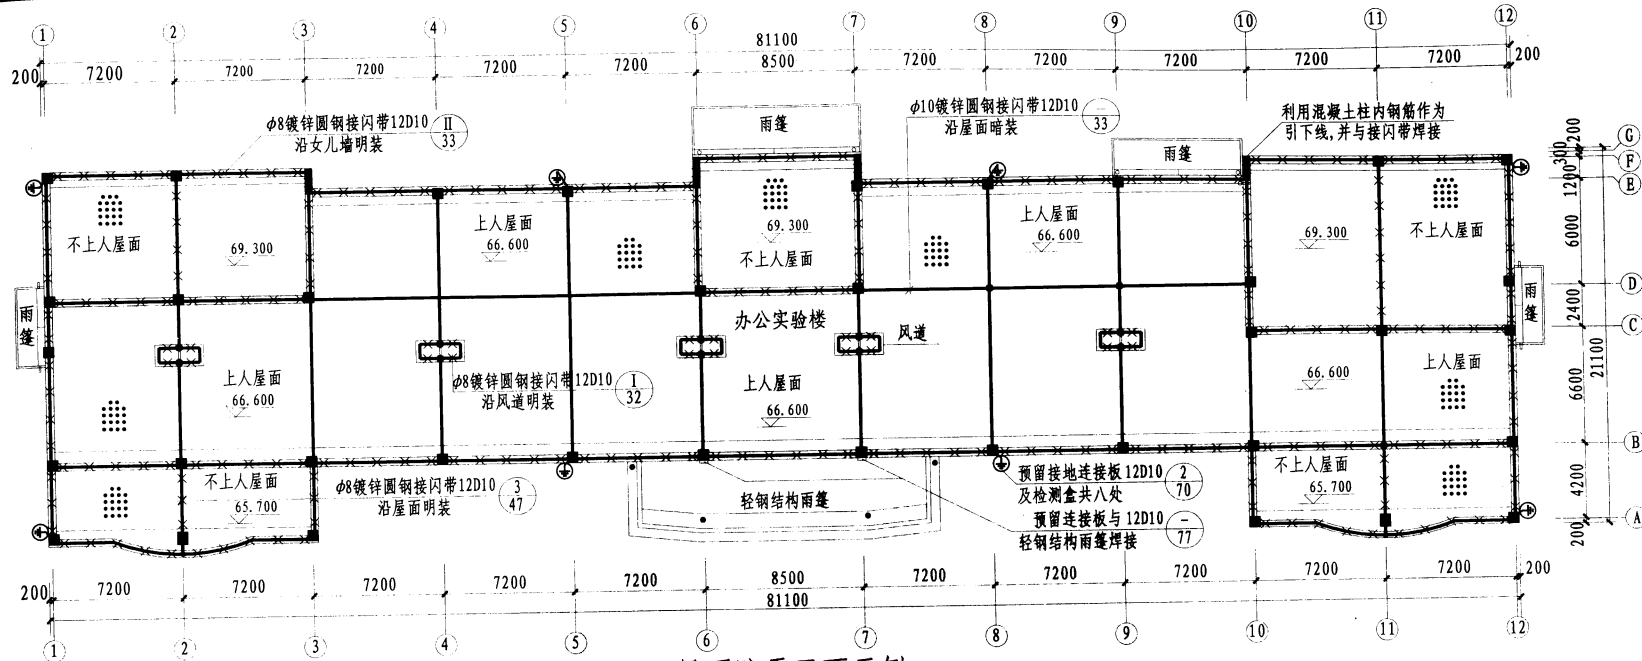 1 2 3 4 5 6 7 8 9 10 11 12
81100
200 7200 7200 7200 7200 7200 8500 7200 7200 7200 7200 7200 200
φ8镀锌圆钢接闪带12D10 II
沿女儿墙明装 33
雨篷
φ10镀锌圆钢接闪带12D10 —
沿屋面暗装 33
雨篷
利用混凝土柱内钢筋作为
引下线,并与接闪带焊接
200 G
300 F
1200 E
6000
D
2400
C
6600
21100
B
4200
A
200
不上人屋面
69.300
上人屋面
66.600
69.300
不上人屋面
上人屋面
66.600
69.300
不上人屋面
雨篷
办公实验楼
风道
雨篷
φ8镀锌圆钢接闪带12D10 I
沿风道明装 32
上人屋面
66.600
上人屋面
66.600
66.600
上人屋面
不上人屋面
65.700
φ8镀锌圆钢接闪带12D10 3
沿屋面明装 47
轻钢结构雨篷
预留接地连接板12D10 2
及检测盒共八处 70
预留连接板与12D10 —
轻钢结构雨篷焊接 77
不上人屋面
65.700
200 7200 7200 7200 7200 7200 8500 7200 7200 7200 7200 7200 200
81100
1 2 3 4 5 6 7 8 9 10 11 12